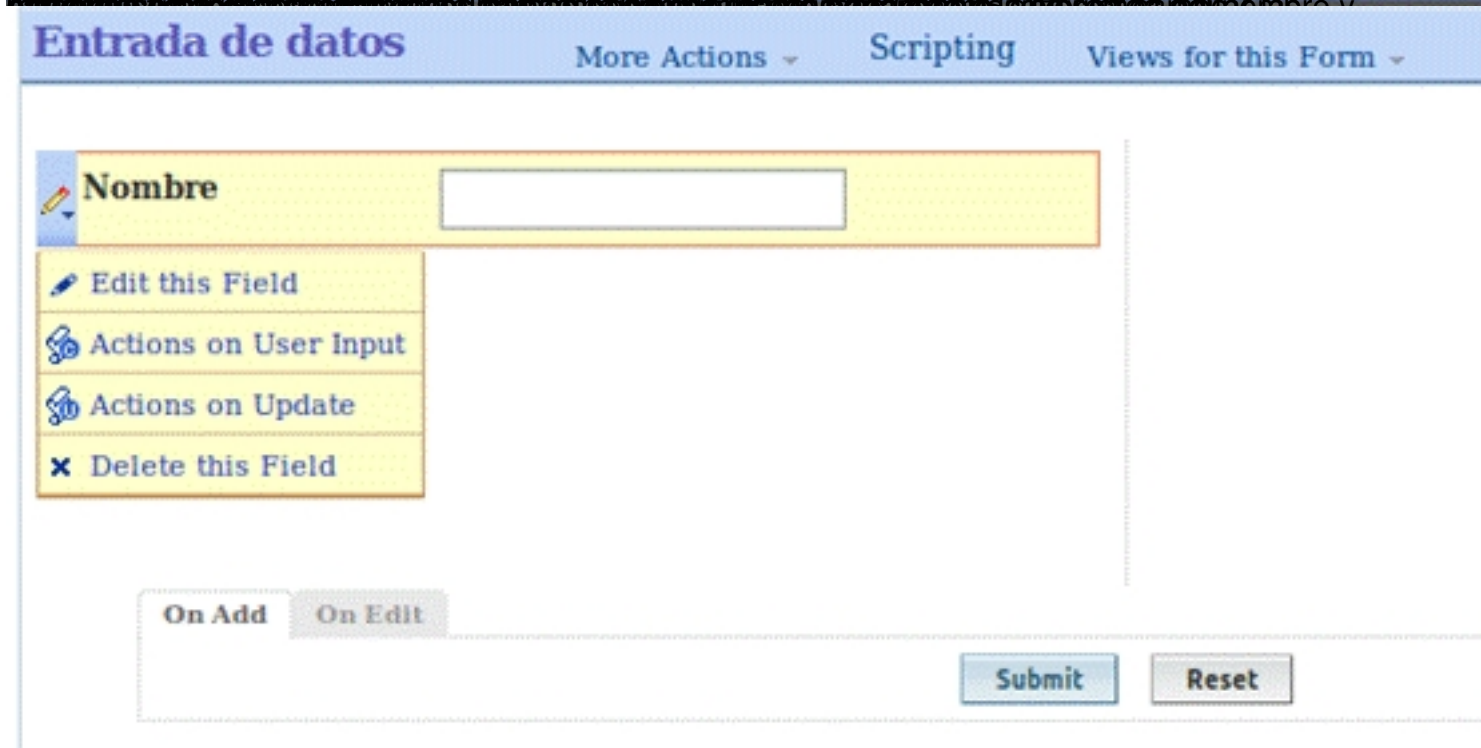 Entrada de datos More Actions Scripting Views for this Form
Nombre
Edit this Field
Actions on User Input
Actions on Update
Delete this Field
On Add On Edit
Submit Reset